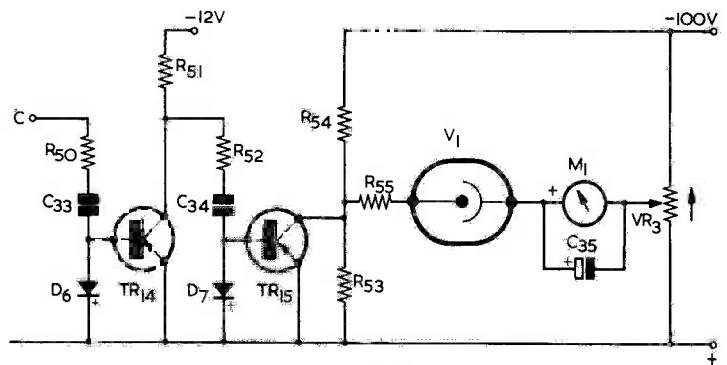 -12V
-100V
R51
C
R50
R52
R54
V1
C33
C34
R55
+
M1
VR3
C35
+
D6
+
TR14
D7
+
TR15
R53
+